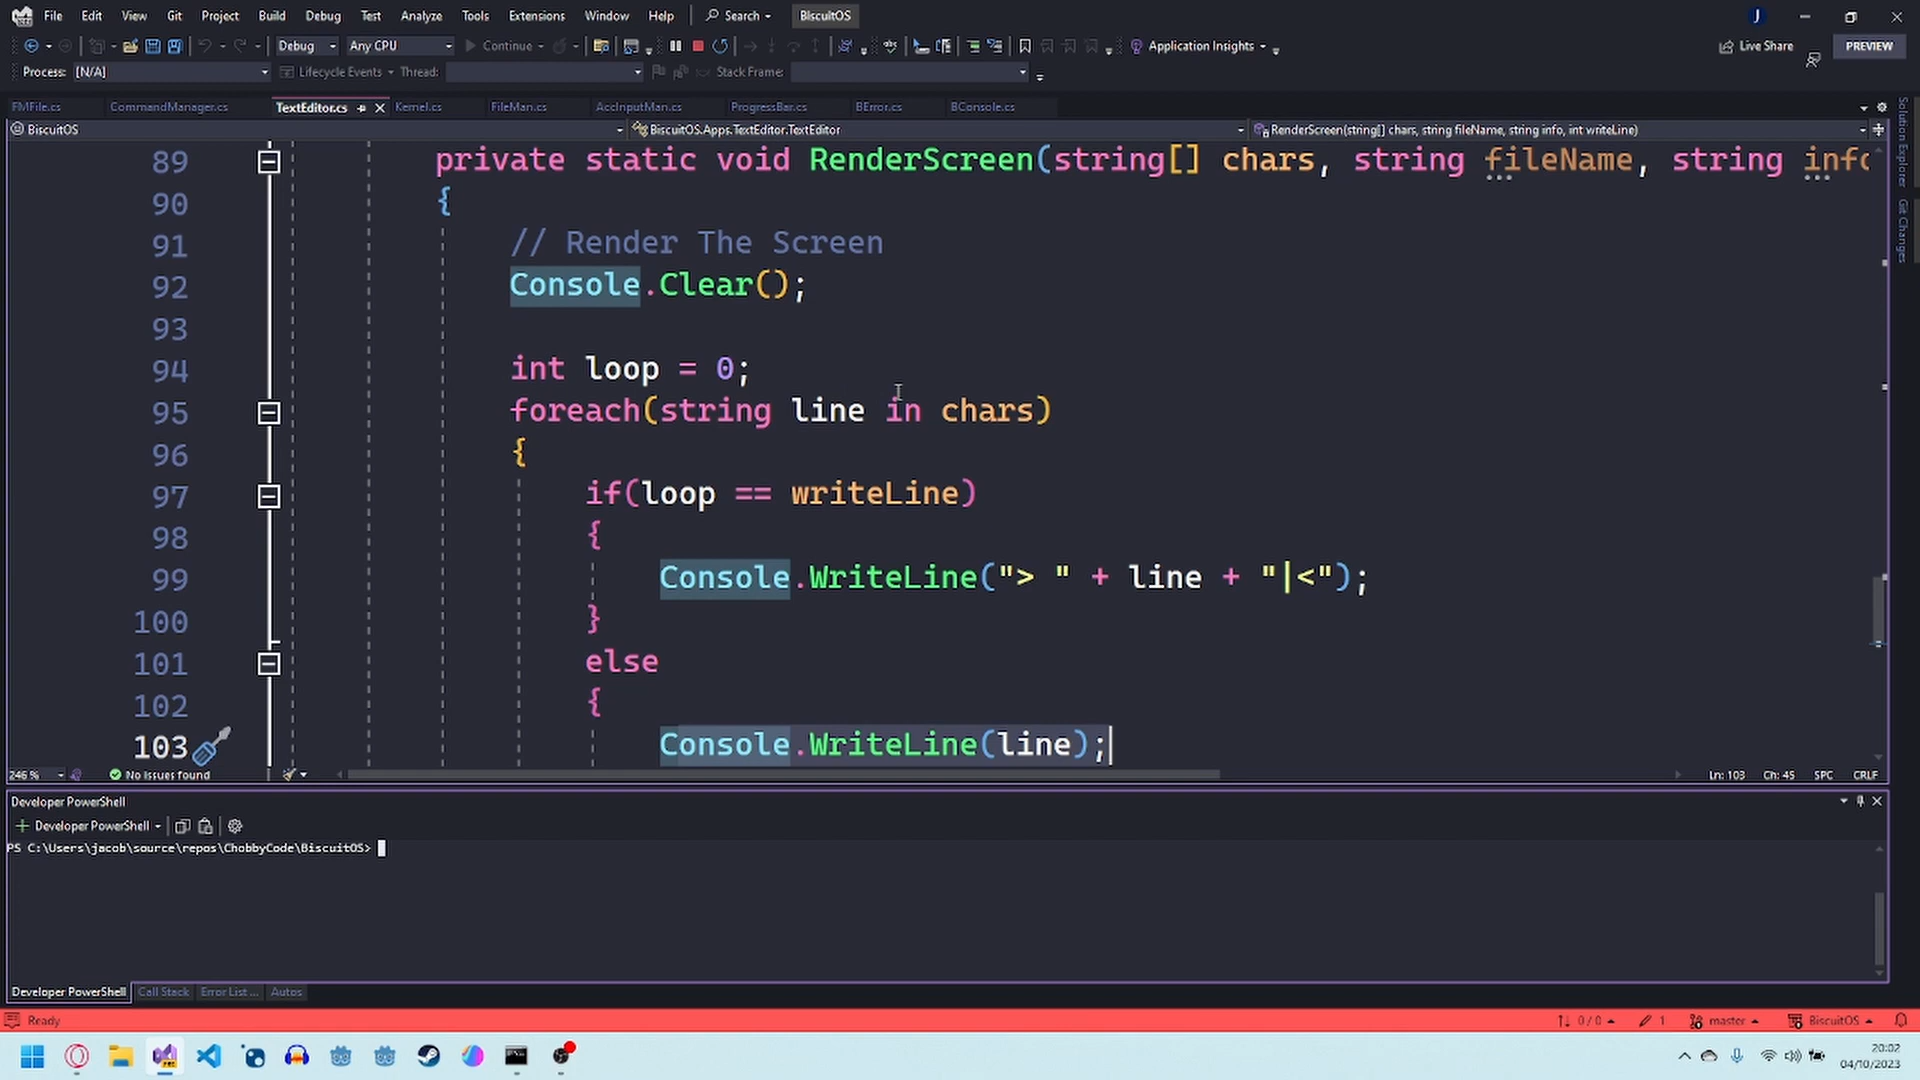 File Edit View Git Project Build Debug Test Analyze Tools Extensions Window Help Search BiscuitOS J
Debug Any CPU Continue Application Insights Live Share PREVIEW
Process: [N/A] Lifecycle Events Thread: Stack Frame:
FMFile.cs CommandManager.cs TextEditor.cs Kernel.cs FileMan.cs AccInputMan.cs ProgressBar.cs BError.cs BConsole.cs
BiscuitOS BiscuitOS.Apps.TextEditor.TextEditor RenderScreen(string[] chars, string fileName, string info, int writeLine)
Solution Explorer
Git Changes
89 private static void RenderScreen(string[] chars, string fileName, string info
90 {
91 // Render The Screen
92 Console.Clear();
93
94 int loop = 0;
95 foreach(string line in chars)
96 {
97 if(loop == writeLine)
98 {
99 Console.WriteLine("> " + line + "|<");
100 }
101 else
102 {
103 Console.WriteLine(line);
246 % No issues found Ln: 103 Ch: 45 SPC CRLF
Developer PowerShell
Developer PowerShell
PS C:\Users\jacob\source\repos\ChobbyCode\BiscuitOS>
Developer PowerShell Call Stack Error List ... Autos
Ready 0 / 0 1 master BiscuitOS
20:02
04/10/2023